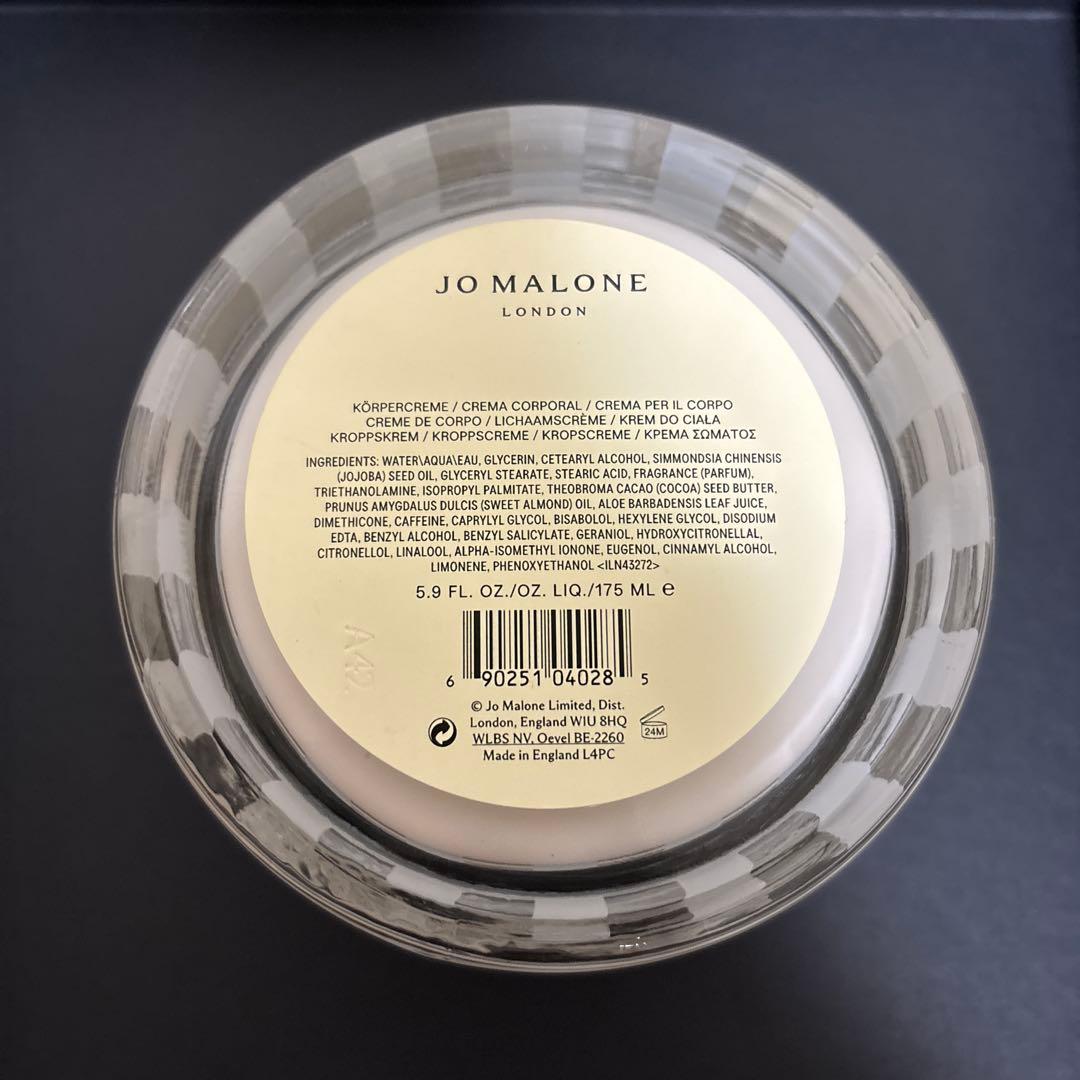 JO MALONE
LONDON
KÖRPERCREME / CREMA CORPORAL / CREMA PER IL CORPO
CREME DE CORPO / LICHAAMSCRÈME / KREM DO CIAŁA
KROPPSKREM / KROPPSCREME / KROPSCREME / ΚΡΕΜΑ ΣΩΜΑΤΟΣ
INGREDIENTS: WATER\AQUA\EAU, GLYCERIN, CETEARYL ALCOHOL, SIMMONDSIA CHINENSIS
(JOJOBA) SEED OIL, GLYCERYL STEARATE, STEARIC ACID, FRAGRANCE (PARFUM),
TRIETHANOLAMINE, ISOPROPYL PALMITATE, THEOBROMA CACAO (COCOA) SEED BUTTER,
PRUNUS AMYGDALUS DULCIS (SWEET ALMOND) OIL, ALOE BARBADENSIS LEAF JUICE,
DIMETHICONE, CAFFEINE, CAPRYLYL GLYCOL, BISABOLOL, HEXYLENE GLYCOL, DISODIUM
EDTA, BENZYL ALCOHOL, BENZYL SALICYLATE, GERANIOL, HYDROXYCITRONELLAL,
CITRONELLOL, LINALOOL, ALPHA-ISOMETHYL IONONE, EUGENOL, CINNAMYL ALCOHOL,
LIMONENE, PHENOXYETHANOL <ILN43272>
5.9 FL. OZ./OZ. LIQ./175 ML ℮
A42
6 90251 04028 5
© Jo Malone Limited, Dist.
London, England W1U 8HQ
WLBS NV, Oevel BE-2260
Made in England L4PC
24M